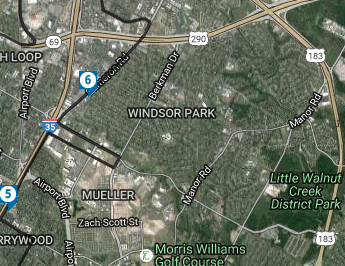 290
69
H LOOP
183
Airport Blvd
6
Berkman Dr
35
WINDSOR PARK
Manor Rd
5
Airport Blvd
MUELLER
Manor Rd
Little Walnut
Creek
District Park
Zach Scott St
RRYWOOD
Airport
183
Morris Williams
Golf Course